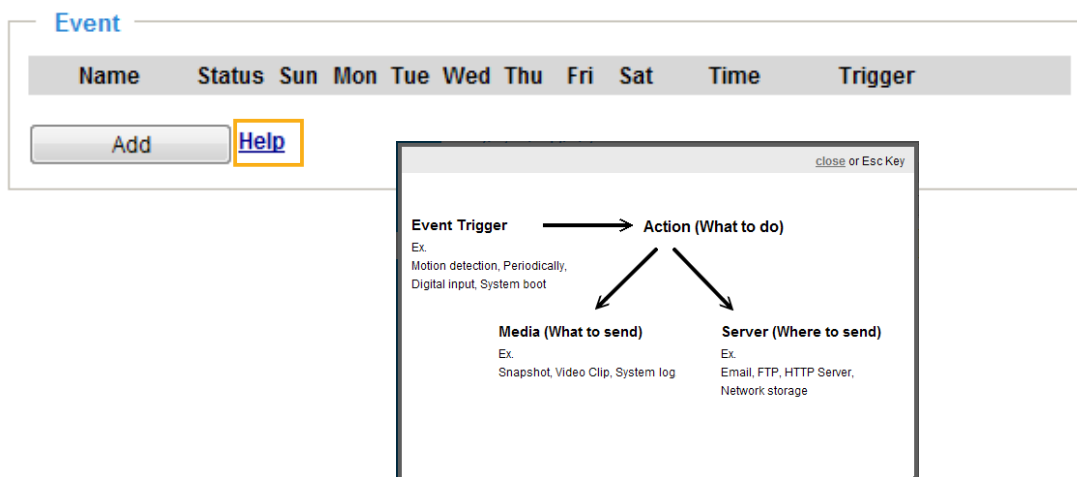 Event
Name Status Sun Mon Tue Wed Thu Fri Sat Time Trigger
Add Help
close or Esc Key
Event Trigger
Ex.
Motion detection, Periodically,
Digital input, System boot
Action (What to do)
Media (What to send)
Ex.
Snapshot, Video Clip, System log
Server (Where to send)
Ex.
Email, FTP, HTTP Server,
Network storage